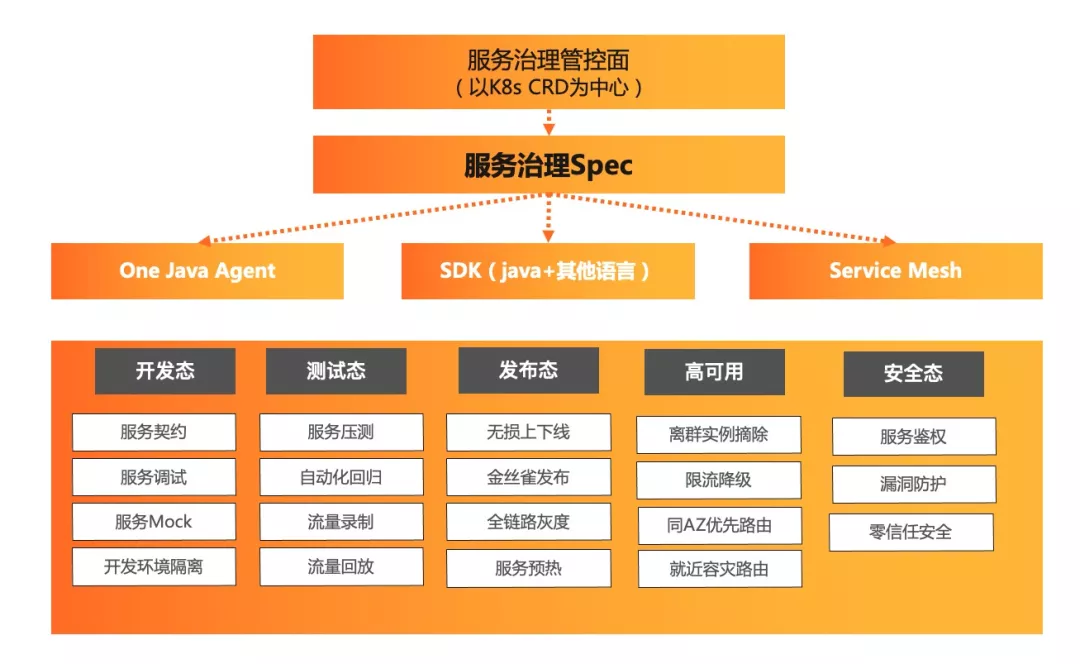 服务治理管控面
（以K8s CRD为中心）
服务治理Spec
One Java Agent
SDK（java+其他语言）
Service Mesh
开发态
服务契约
服务调试
服务Mock
开发环境隔离
测试态
服务压测
自动化回归
流量录制
流量回放
发布态
无损上下线
金丝雀发布
全链路灰度
服务预热
高可用
离群实例摘除
限流降级
同AZ优先路由
就近容灾路由
安全态
服务鉴权
漏洞防护
零信任安全